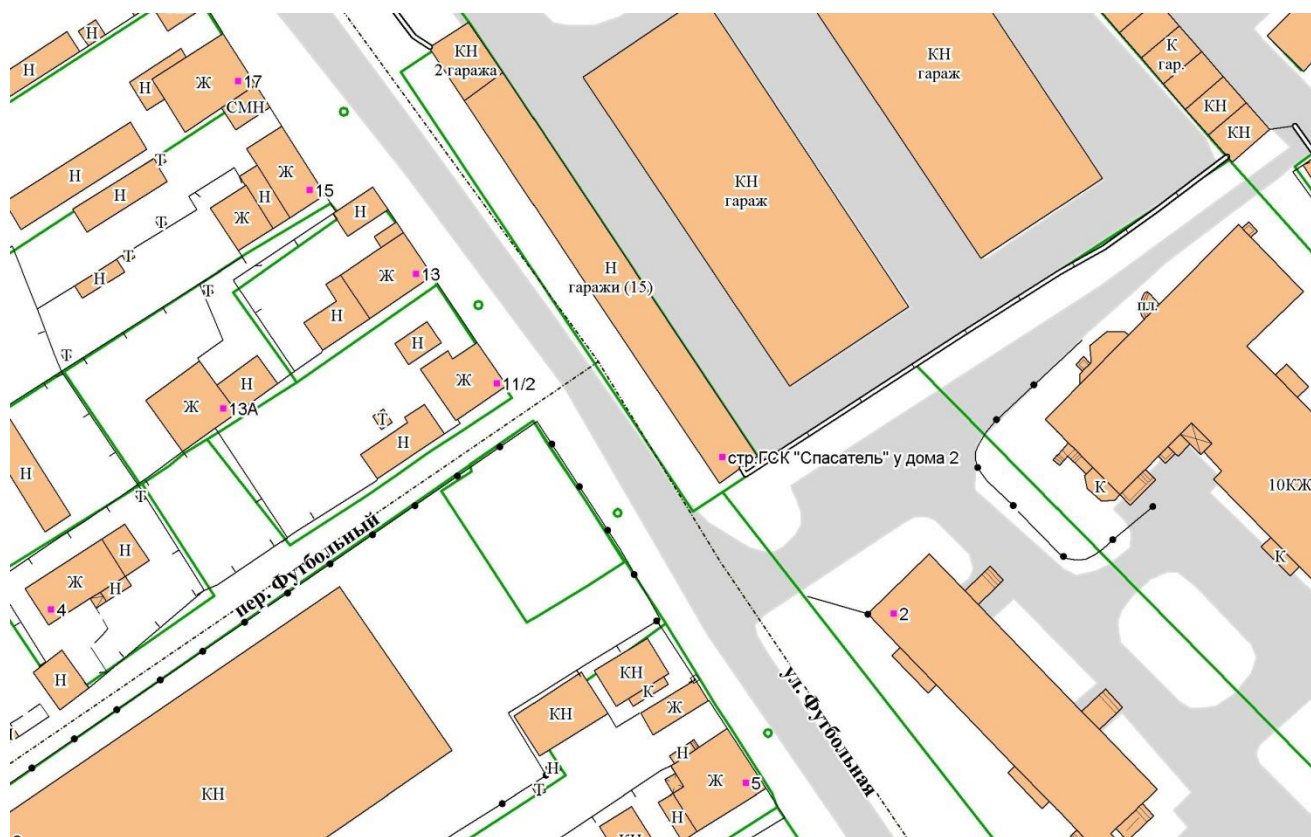 Н
Н
Ж
17
Н
СМН
Т
Н
Н
Ж
15
Н
Ж
Т
Н
Т
Н
Т
Т
Ж
13
Н
Н
Ж
11/2
Н
Ж
13А
Т
Н
Н
Т
Н
Ж
Н
4
Н
пер. Футбольный
КН
2 гаража
КН
гараж
КН
гараж
К
гар.
КН
КН
Н
гаражи (15)
стр.ГСК "Спасатель" у дома 2
пл.
К
10КЖ
К
2
ул. Футбольная
КН
К
Ж
КН
Н
Т
Н
Ж
5
Н
КН
КН